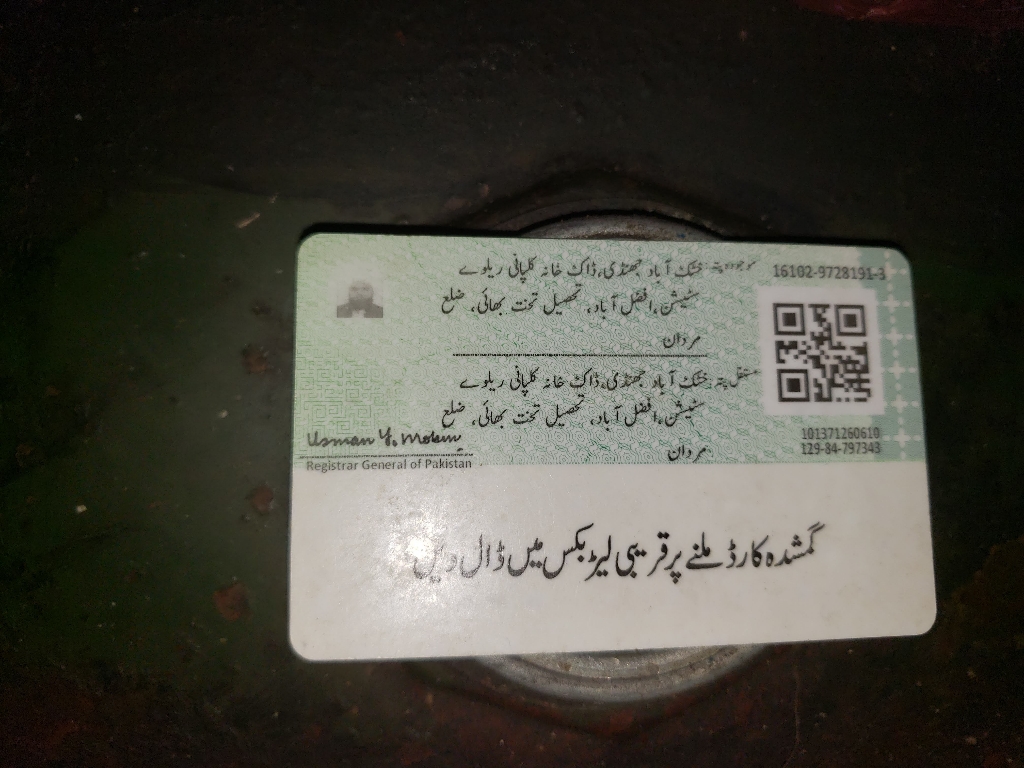 موجودہ پتہ: خٹک آباد جھنڈی، ڈاک خانہ کلپانی ریلوے
سٹیشن، افضل آباد، تحصیل تخت بھائی، ضلع
مردان
16102-9728191-3
مستقل پتہ: خٹک آباد جھنڈی، ڈاک خانہ کلپانی ریلوے
سٹیشن، افضل آباد، تحصیل تخت بھائی، ضلع
مردان
101371260610
129-84-797343
Usman Y. Mobin
Registrar General of Pakistan
گمشدہ کارڈ ملنے پر قریبی لیٹر بکس میں ڈال دیں